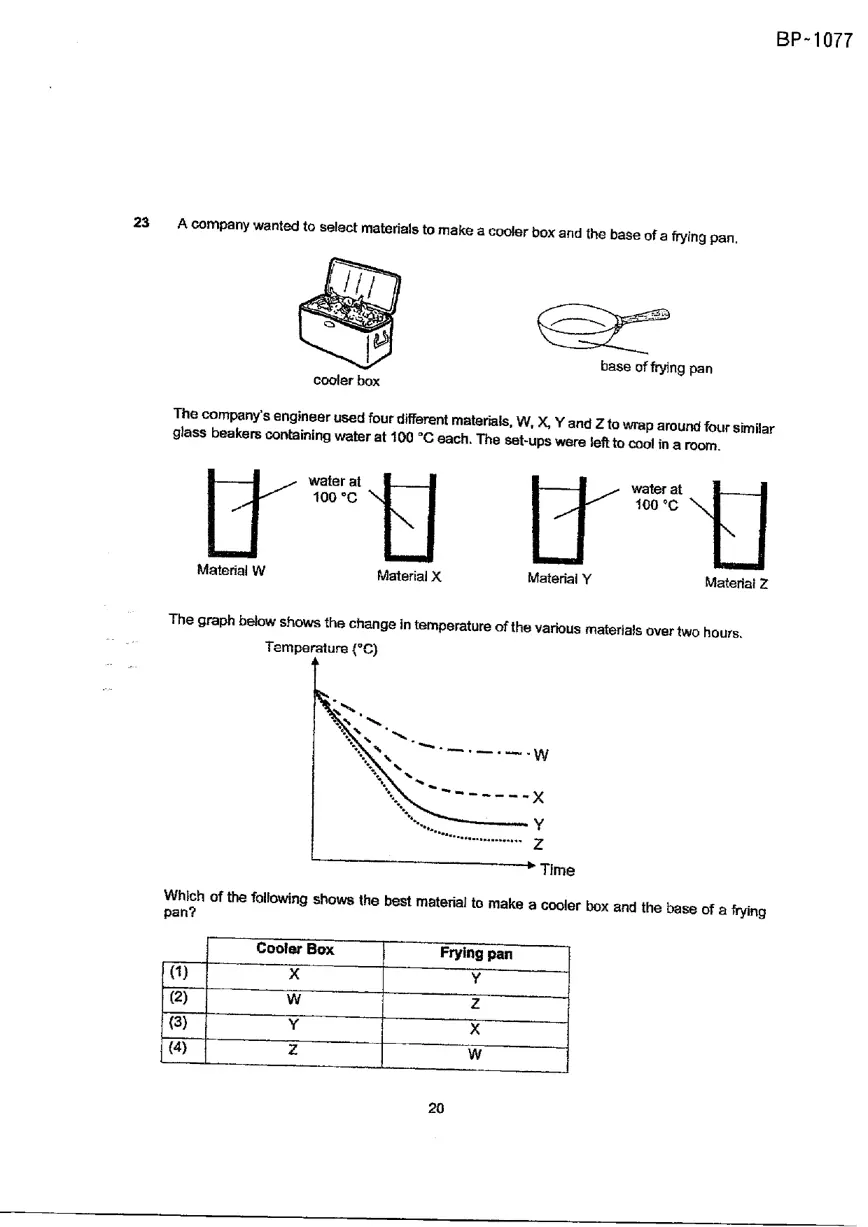 BP-1077
23 A company wanted to select materials to make a cooler box and the base of a frying pan.
cooler box
base of frying pan
The company's engineer used four different materials, W, X, Y and Z to wrap around four similar
glass beakers containing water at 100 °C each. The set-ups were left to cool in a room.
water at
100 °C
water at
100 °C
Material W
Material X
Material Y
Material Z
The graph below shows the change in temperature of the various materials over two hours.
Temperature (°C)
W
X
Y
Z
Time
Which of the following shows the best material to make a cooler box and the base of a frying
pan?
Cooler Box Frying pan
(1) X Y
(2) W Z
(3) Y X
(4) Z W
20